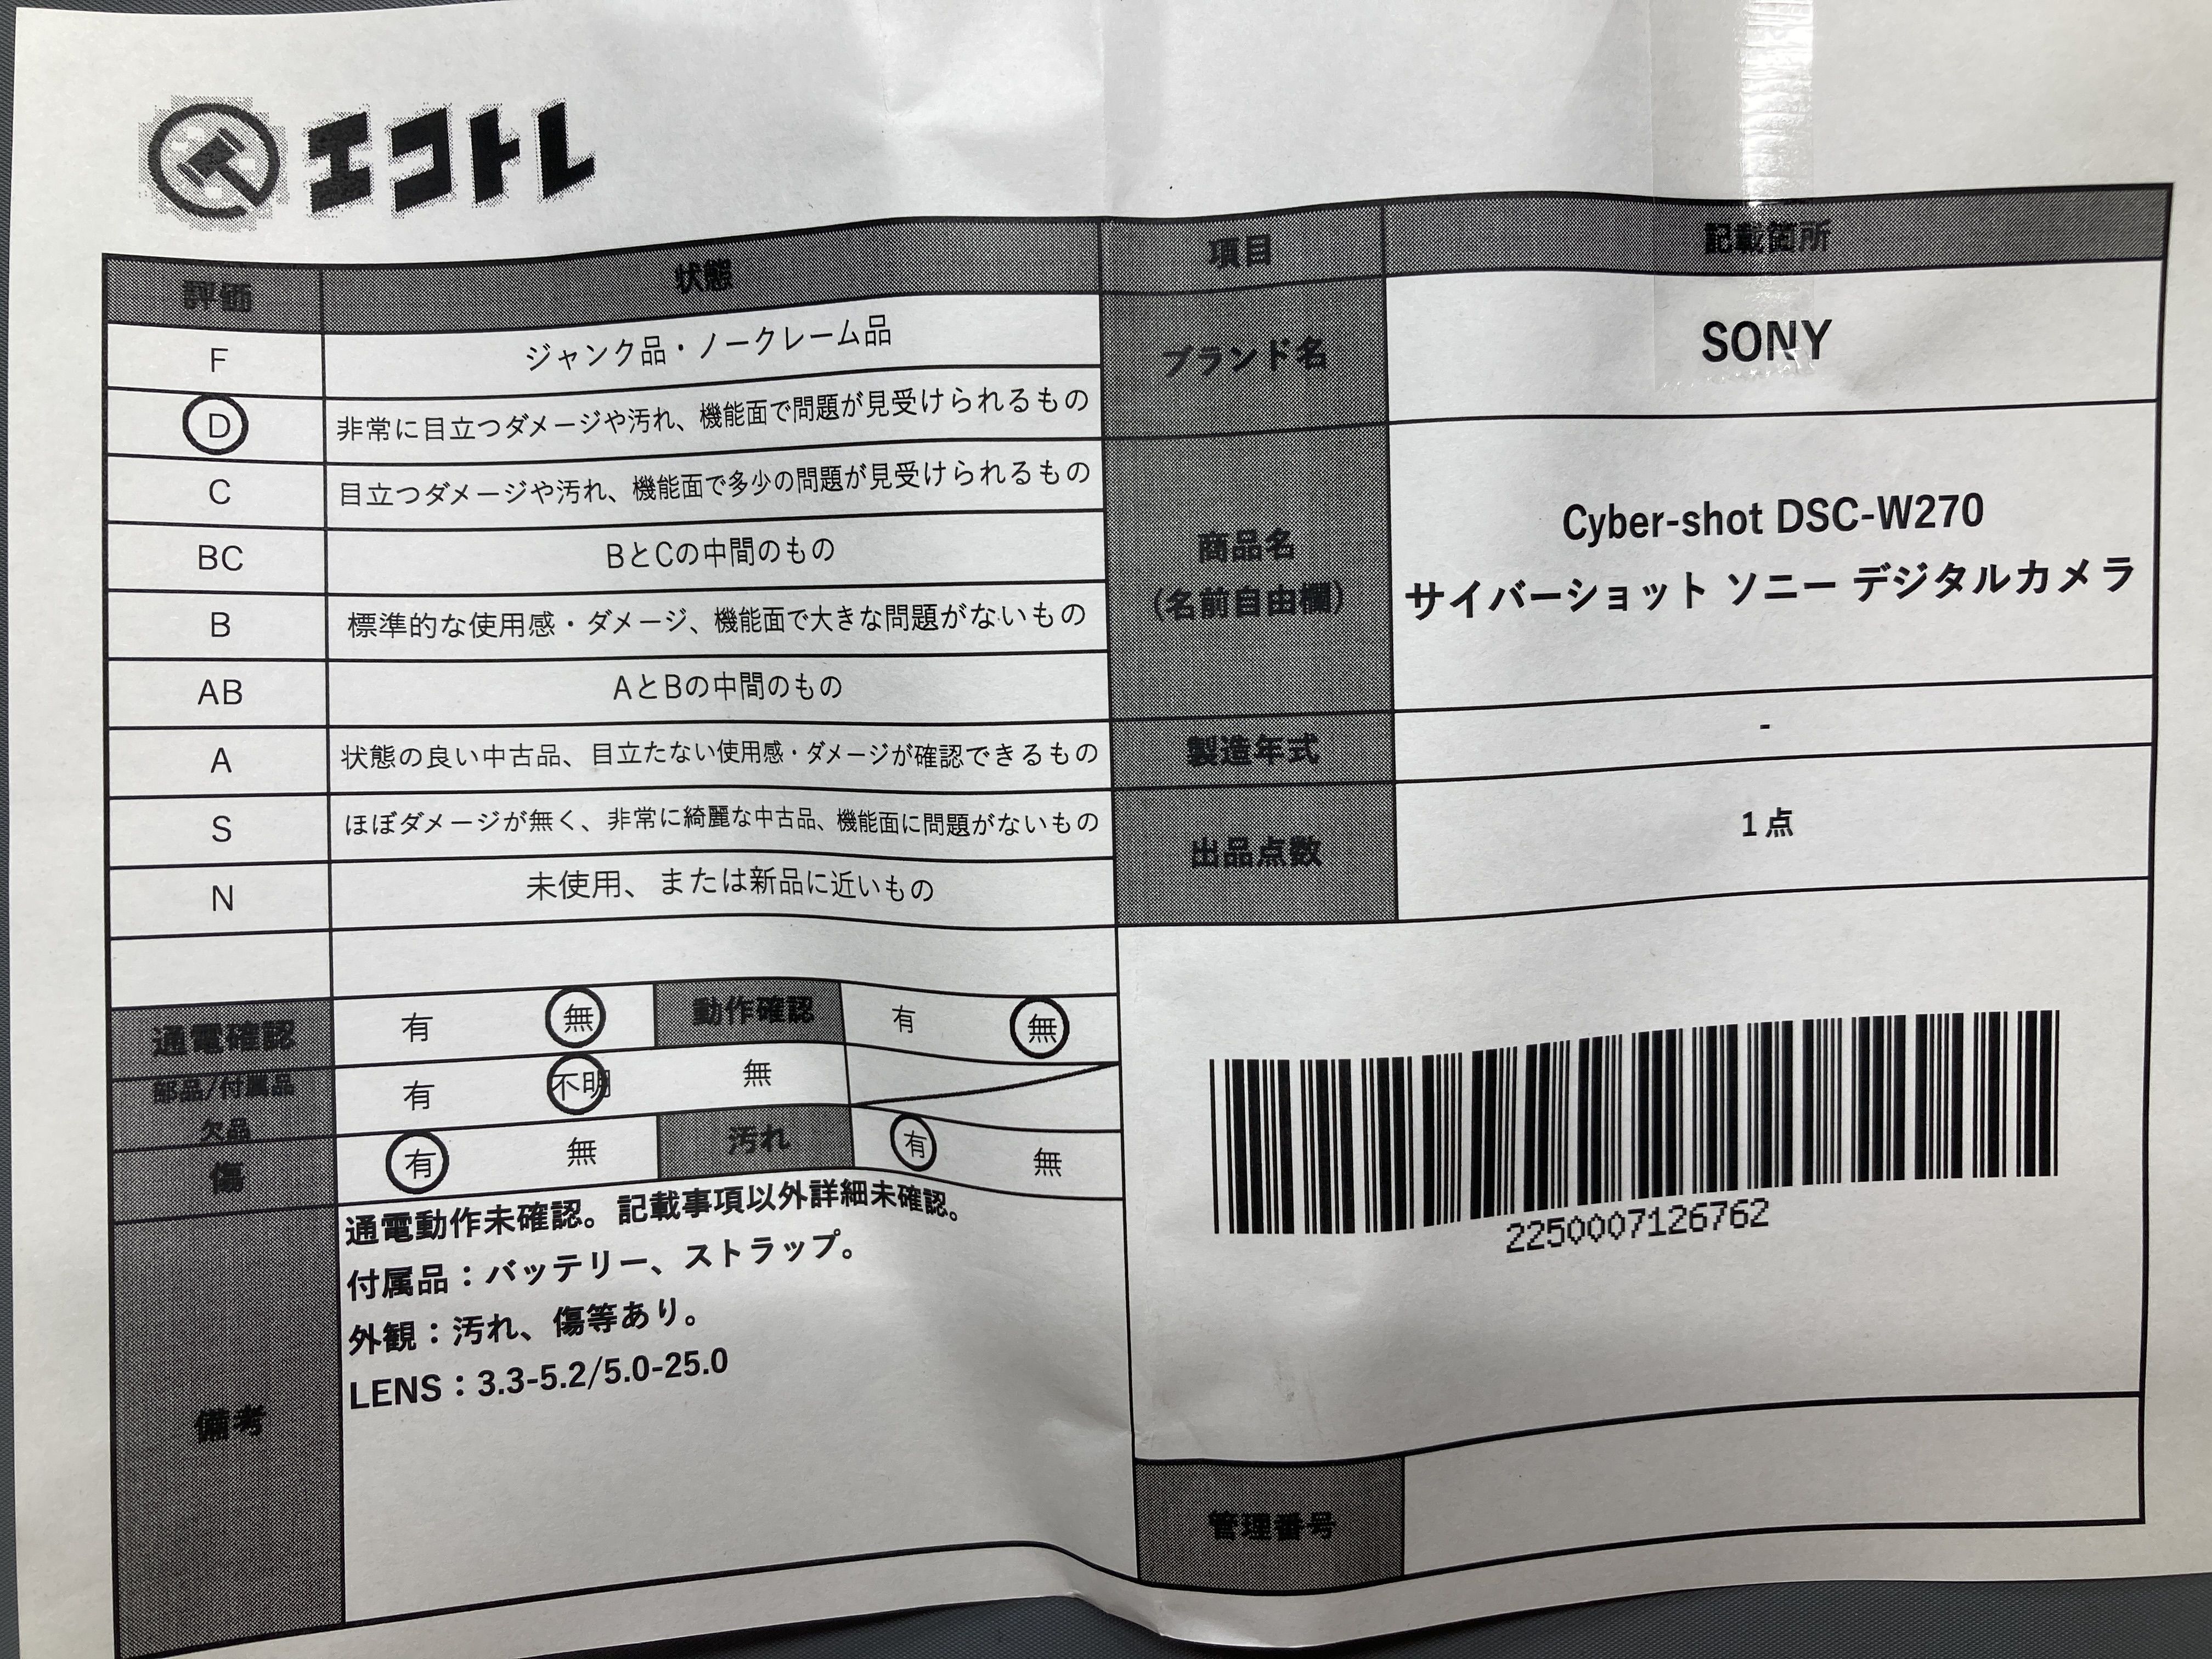 エコトレ
評価 状態
F ジャンク品・ノークレーム品
D 非常に目立つダメージや汚れ、機能面で問題が見受けられるもの
C 目立つダメージや汚れ、機能面で多少の問題が見受けられるもの
BC BとCの中間のもの
B 標準的な使用感・ダメージ、機能面で大きな問題がないもの
AB AとBの中間のもの
A 状態の良い中古品、目立たない使用感・ダメージが確認できるもの
S ほぼダメージが無く、非常に綺麗な中古品、機能面に問題がないもの
N 未使用、または新品に近いもの
通電確認 有 無 動作確認 有 無
部品/付属品
欠品
有 不明 無
傷 有 無 汚れ 有 無
備考
通電動作未確認。記載事項以外詳細未確認。
付属品：バッテリー、ストラップ。
外観：汚れ、傷等あり。
LENS：3.3-5.2/5.0-25.0
項目 記載箇所
ブランド名 SONY
商品名
（名前自由欄）
Cyber-shot DSC-W270
サイバーショット ソニー デジタルカメラ
製造年式 -
出品点数 1点
2250007126762
管理番号